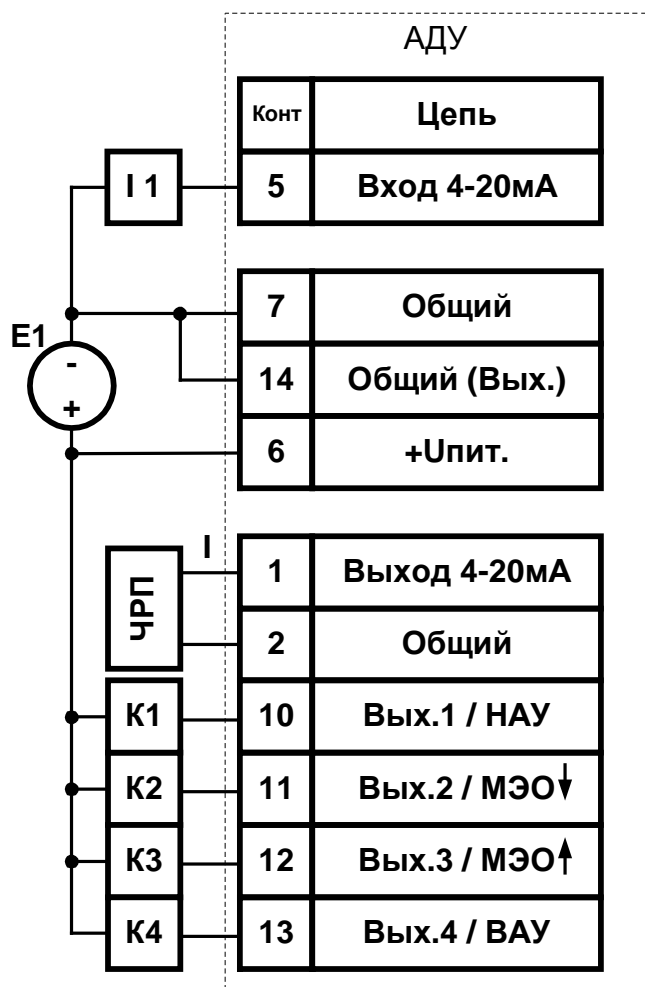 АДУ
Конт Цепь
I 1 5 Вход 4-20мА
7 Общий
E1
-
14 Общий (Вых.)
+
6 +Uпит.
I
ЧРП
1 Выход 4-20мА
2 Общий
К1 10 Вых.1 / НАУ
К2 11 Вых.2 / МЭО↓
К3 12 Вых.3 / МЭО↑
К4 13 Вых.4 / ВАУ